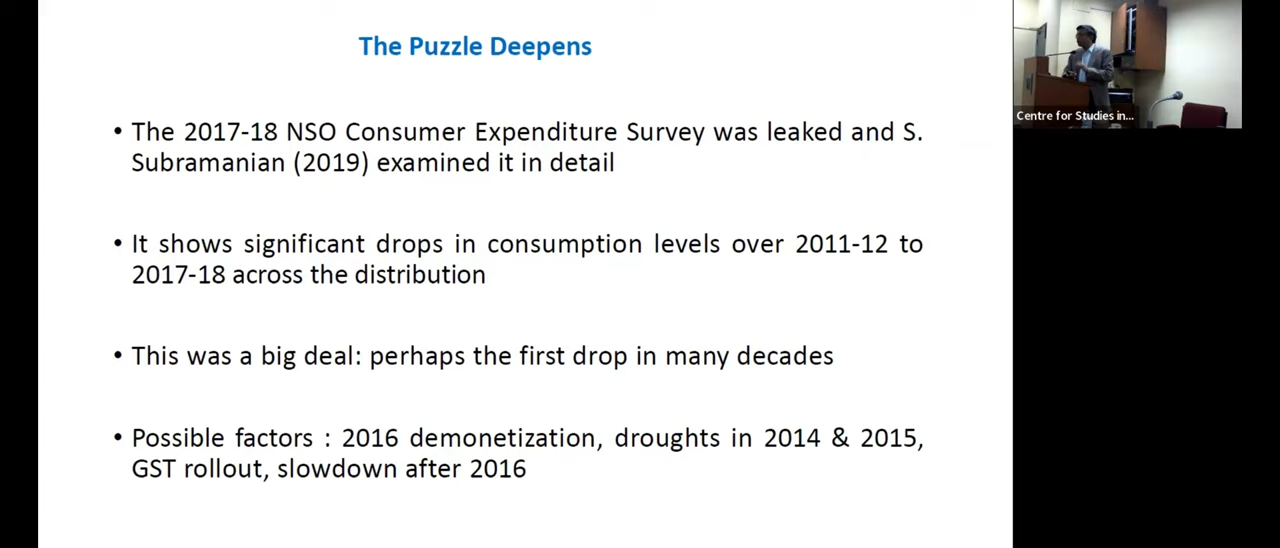 The Puzzle Deepens
• The 2017-18 NSO Consumer Expenditure Survey was leaked and S.
Subramanian (2019) examined it in detail
• It shows significant drops in consumption levels over 2011-12 to
2017-18 across the distribution
• This was a big deal: perhaps the first drop in many decades
• Possible factors : 2016 demonetization, droughts in 2014 & 2015,
GST rollout, slowdown after 2016
Centre for Studies in...